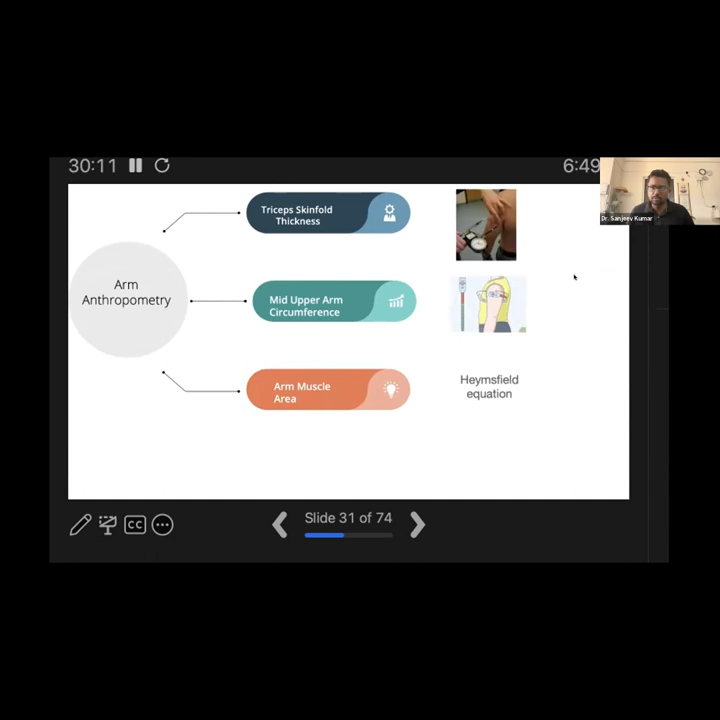 30:11
6:49
Dr. Sanjeev Kumar
Triceps Skinfold
Thickness
Arm
Anthropometry
Mid Upper Arm
Circumference
Arm Muscle
Area
Heymsfield
equation
CC
Slide 31 of 74